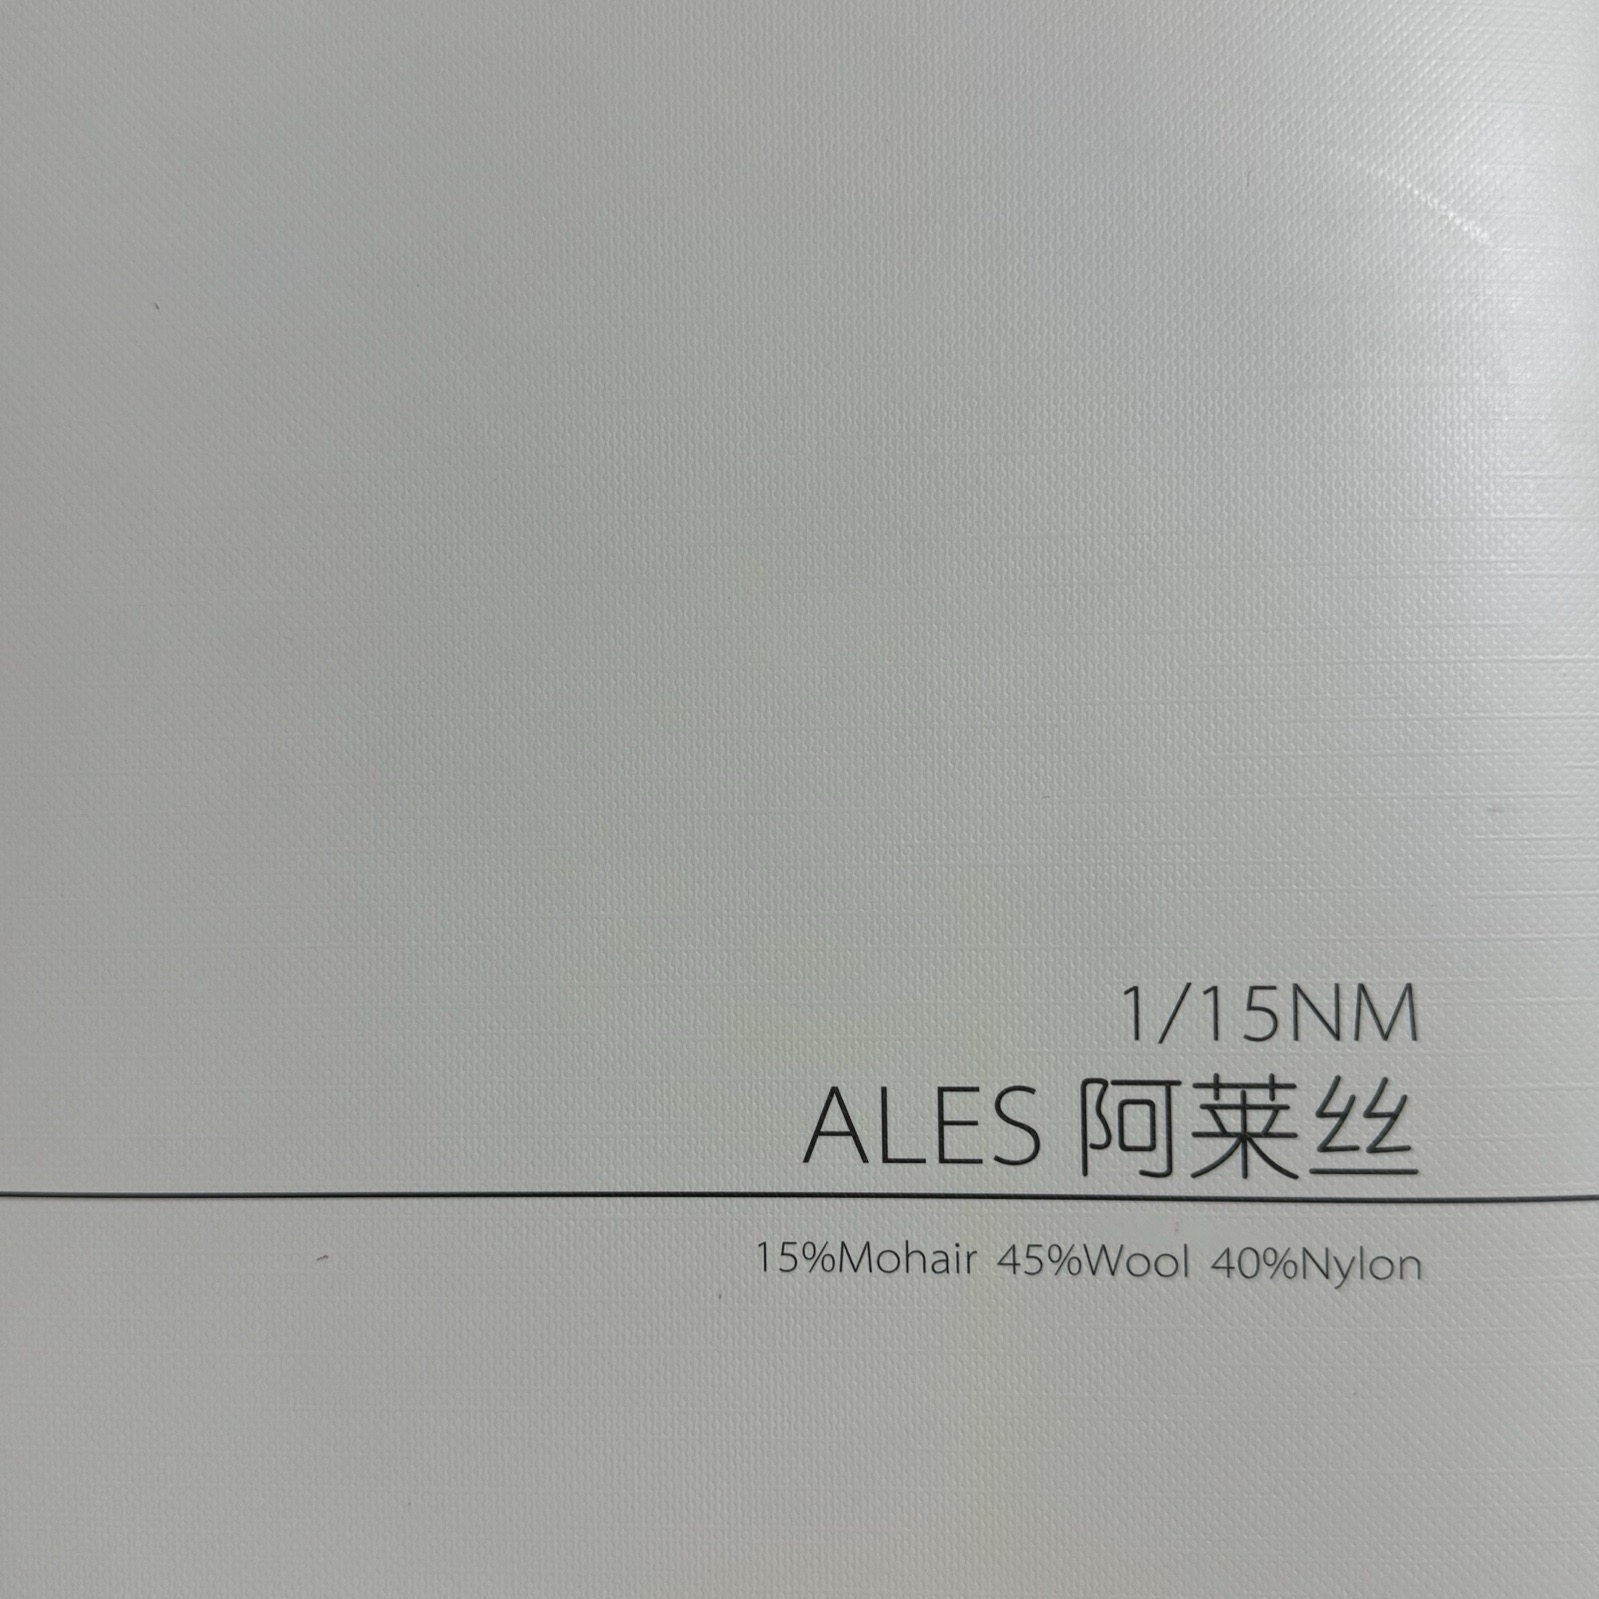 1/15NM
ALES 阿莱丝
15%Mohair 45%Wool 40%Nylon